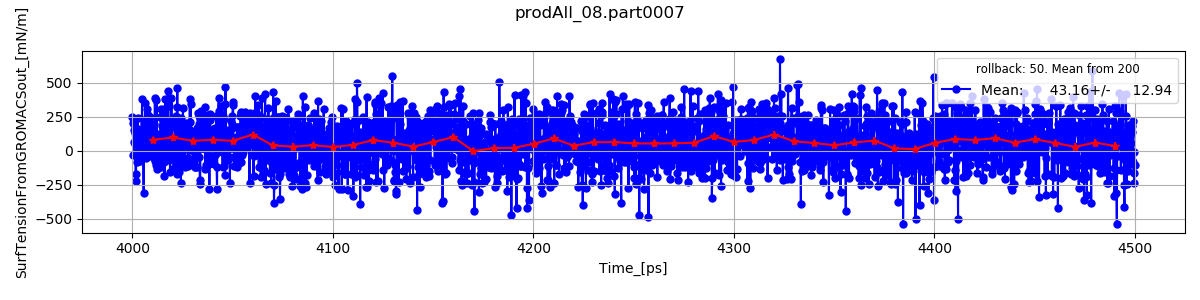 prodAll_08.part0007
SurfTensionFromGROMACSout_[mN/m]
500
250
0
−250
−500
rollback: 50. Mean from 200
Mean: 43.16+/- 12.94
4000 4100 4200 4300 4400 4500
Time_[ps]